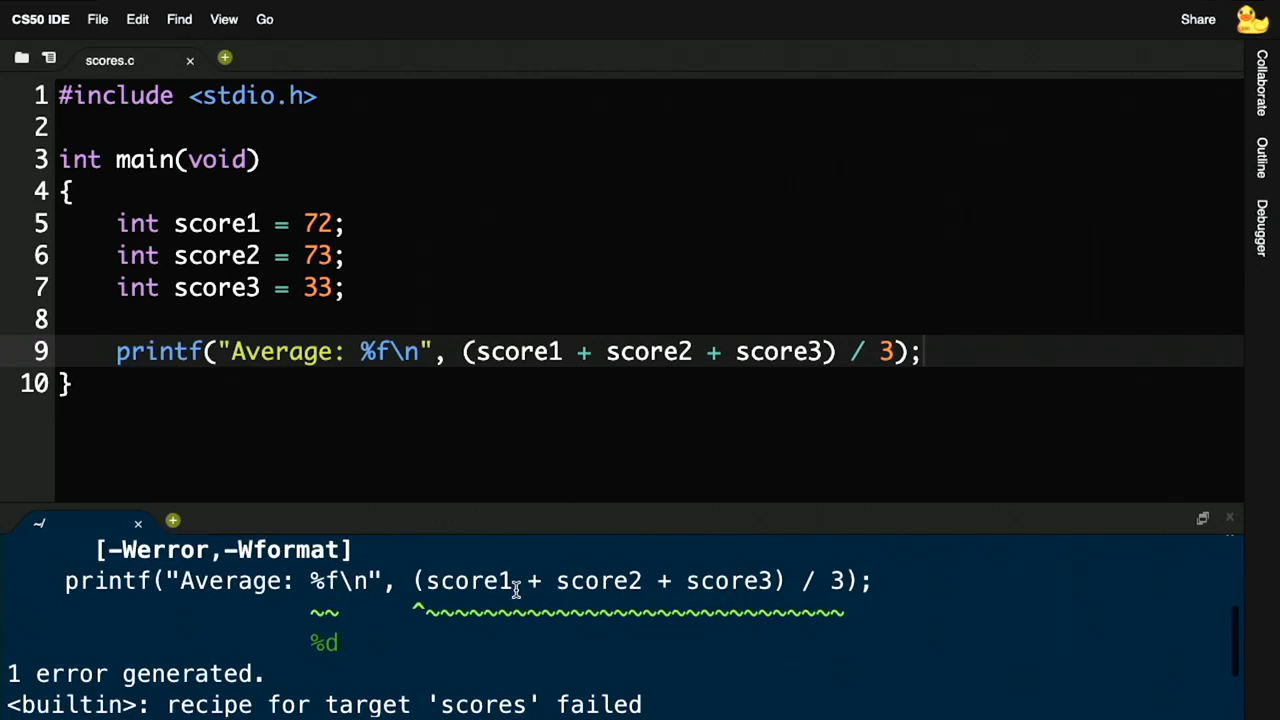 CS50 IDE File Edit Find View Go Share
scores.c
1 #include <stdio.h>
2
3 int main(void)
4 {
5 int score1 = 72;
6 int score2 = 73;
7 int score3 = 33;
8
9 printf("Average: %f\n", (score1 + score2 + score3) / 3);
10 }
Collaborate
Outline
Debugger
~/
[-Werror,-Wformat]
printf("Average: %f\n", (score1 + score2 + score3) / 3);
~~ ^~~~~~~~~~~~~~~~~~~~~~~~~~~~~
%d
1 error generated.
<builtin>: recipe for target 'scores' failed